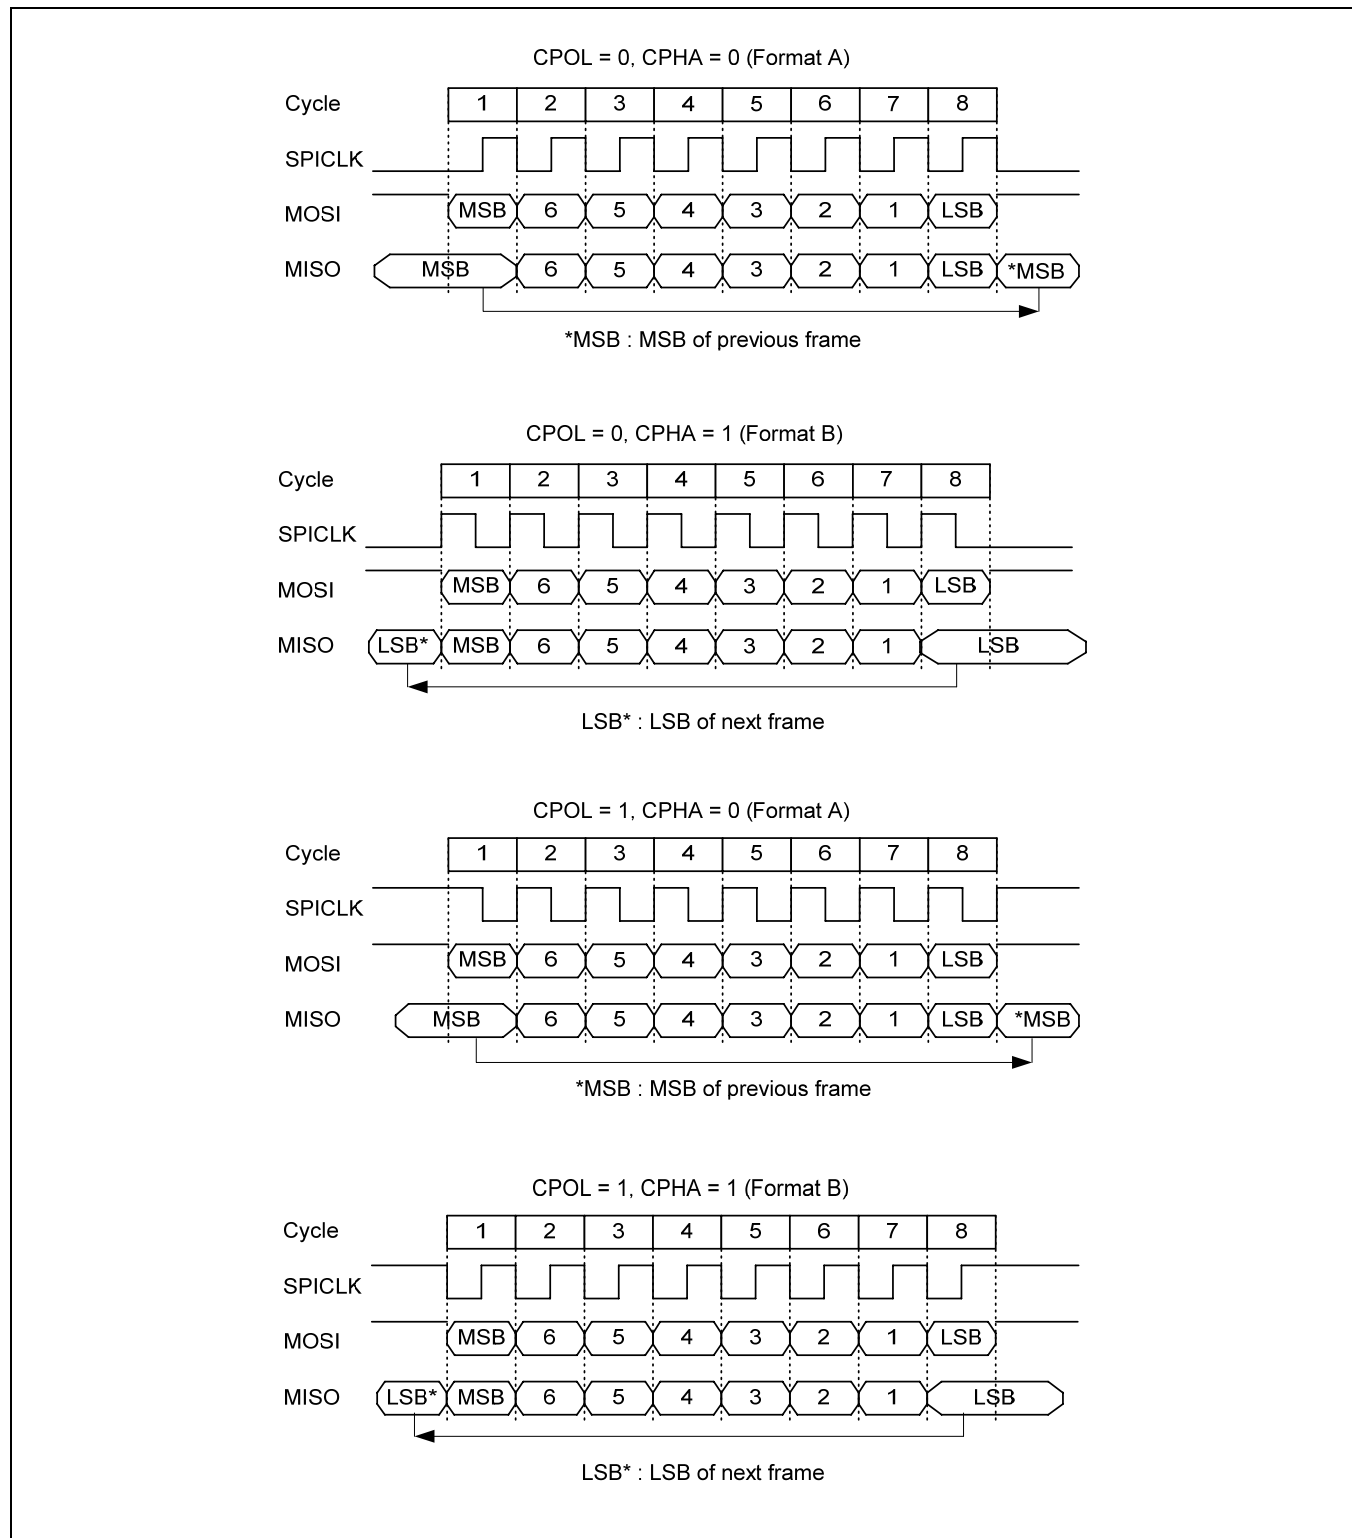 CPOL = 0, CPHA = 0 (Format A)
Cycle 1 2 3 4 5 6 7 8
SPICLK
MOSI MSB 6 5 4 3 2 1 LSB
MISO MSB 6 5 4 3 2 1 LSB *MSB
*MSB : MSB of previous frame
CPOL = 0, CPHA = 1 (Format B)
Cycle 1 2 3 4 5 6 7 8
SPICLK
MOSI MSB 6 5 4 3 2 1 LSB
MISO LSB* MSB 6 5 4 3 2 1 LSB
LSB* : LSB of next frame
CPOL = 1, CPHA = 0 (Format A)
Cycle 1 2 3 4 5 6 7 8
SPICLK
MOSI MSB 6 5 4 3 2 1 LSB
MISO MSB 6 5 4 3 2 1 LSB *MSB
*MSB : MSB of previous frame
CPOL = 1, CPHA = 1 (Format B)
Cycle 1 2 3 4 5 6 7 8
SPICLK
MOSI MSB 6 5 4 3 2 1 LSB
MISO LSB* MSB 6 5 4 3 2 1 LSB
LSB* : LSB of next frame